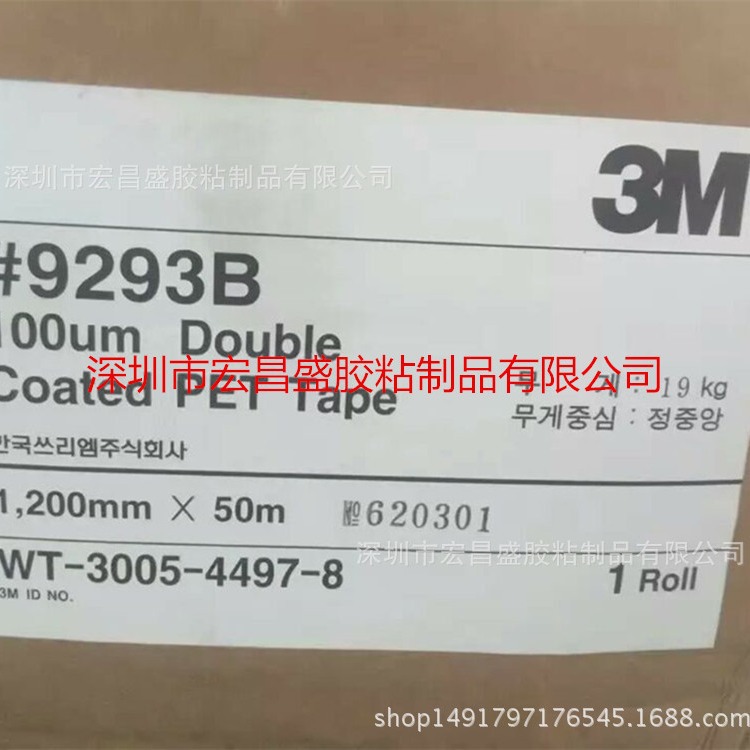 3M
深圳市宏昌盛胶粘制品有限公司
#9293B
100um Double
深圳市宏昌盛胶粘制品有限公司
Coated PET Tape
무 게 : 19 kg
무게중심 : 정중앙
한국쓰리엠주식회사
1,200mm X 50m № 620301
深圳市宏昌盛胶粘制品有限公司
WT-3005-4497-8 1 Roll
3M ID NO.
shop1491797176545.1688.com